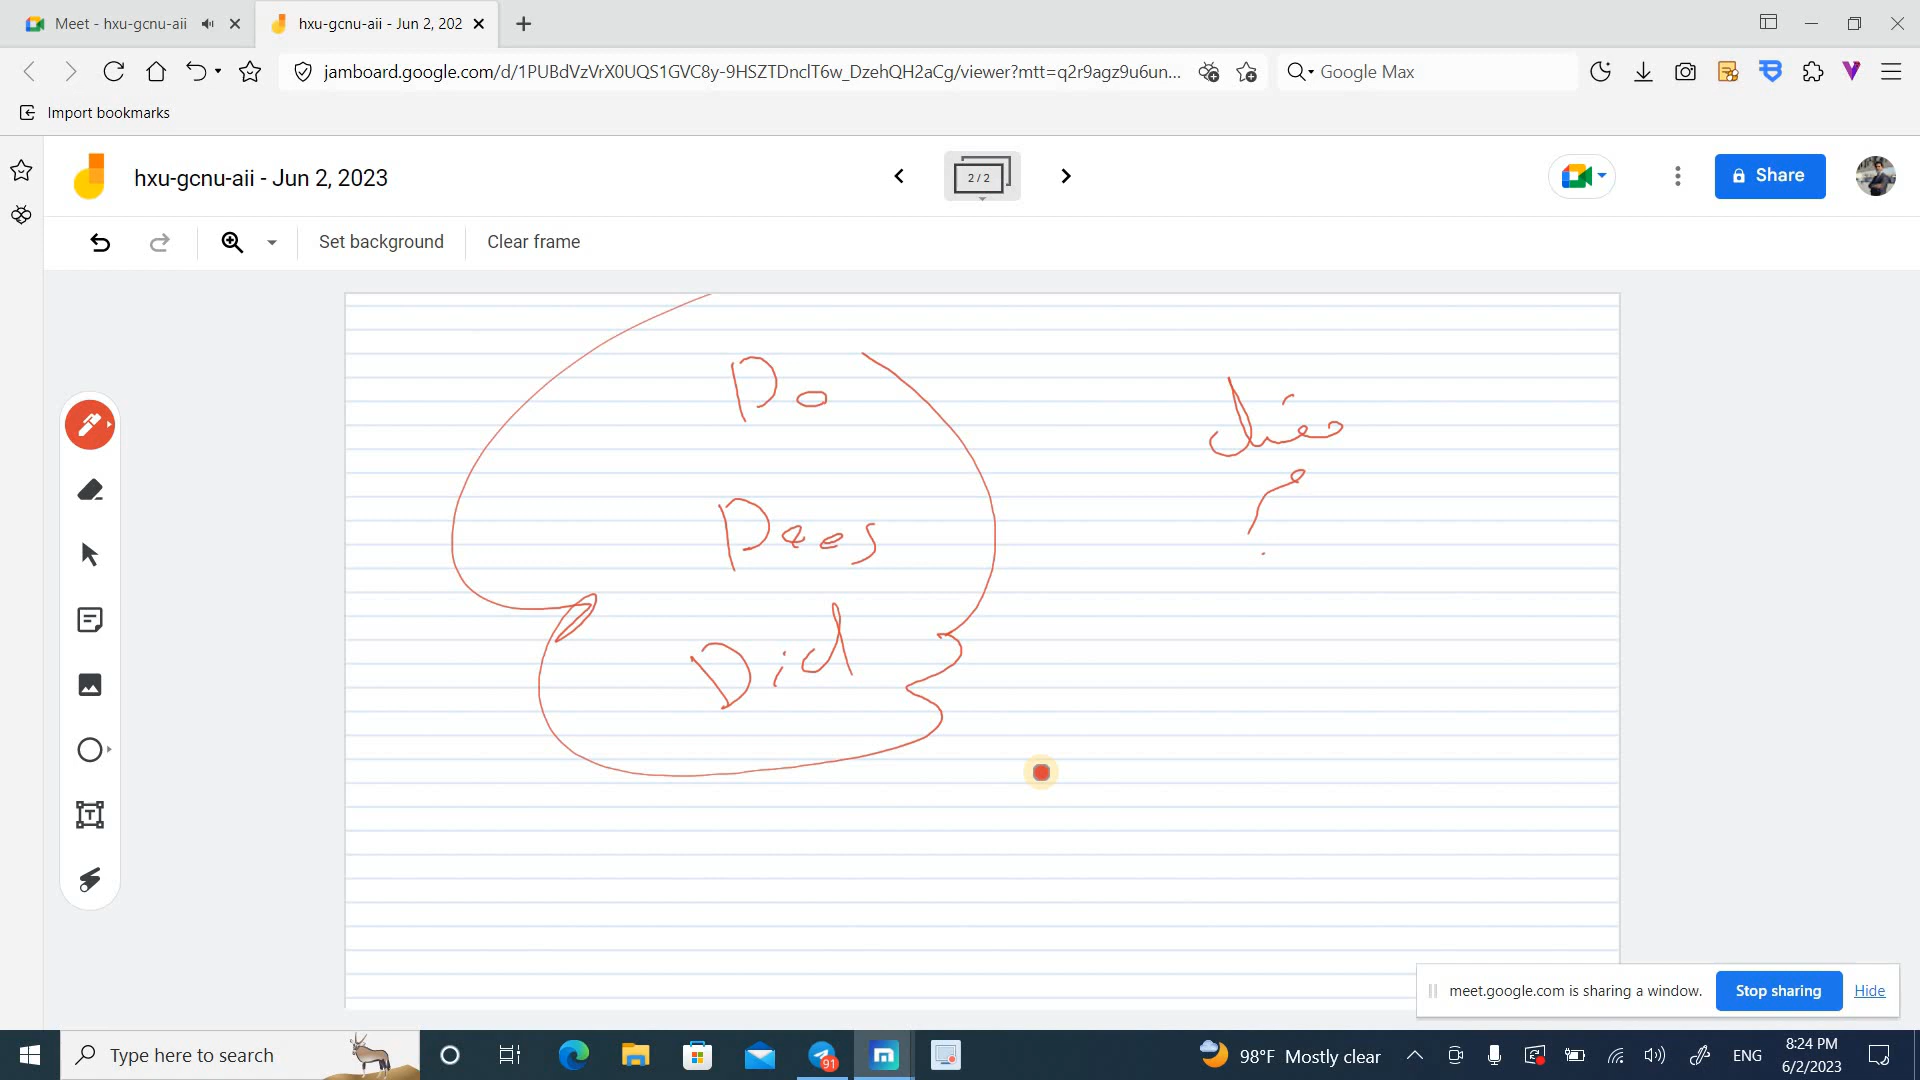 Meet - hxu-gcnu-aii
hxu-gcnu-aii - Jun 2, 202
jamboard.google.com/d/1PUBdVzVrX0UQS1GVC8y-9HSZTDnclT6w_DzehQH2aCg/viewer?mtt=q2r9agz9u6un...
Google Max
Import bookmarks
hxu-gcnu-aii - Jun 2, 2023
2 / 2
Share
Set background
Clear frame
Do
Does
Did
?
meet.google.com is sharing a window.
Stop sharing
Hide
Type here to search
91
98°F Mostly clear
ENG
8:24 PM
6/2/2023